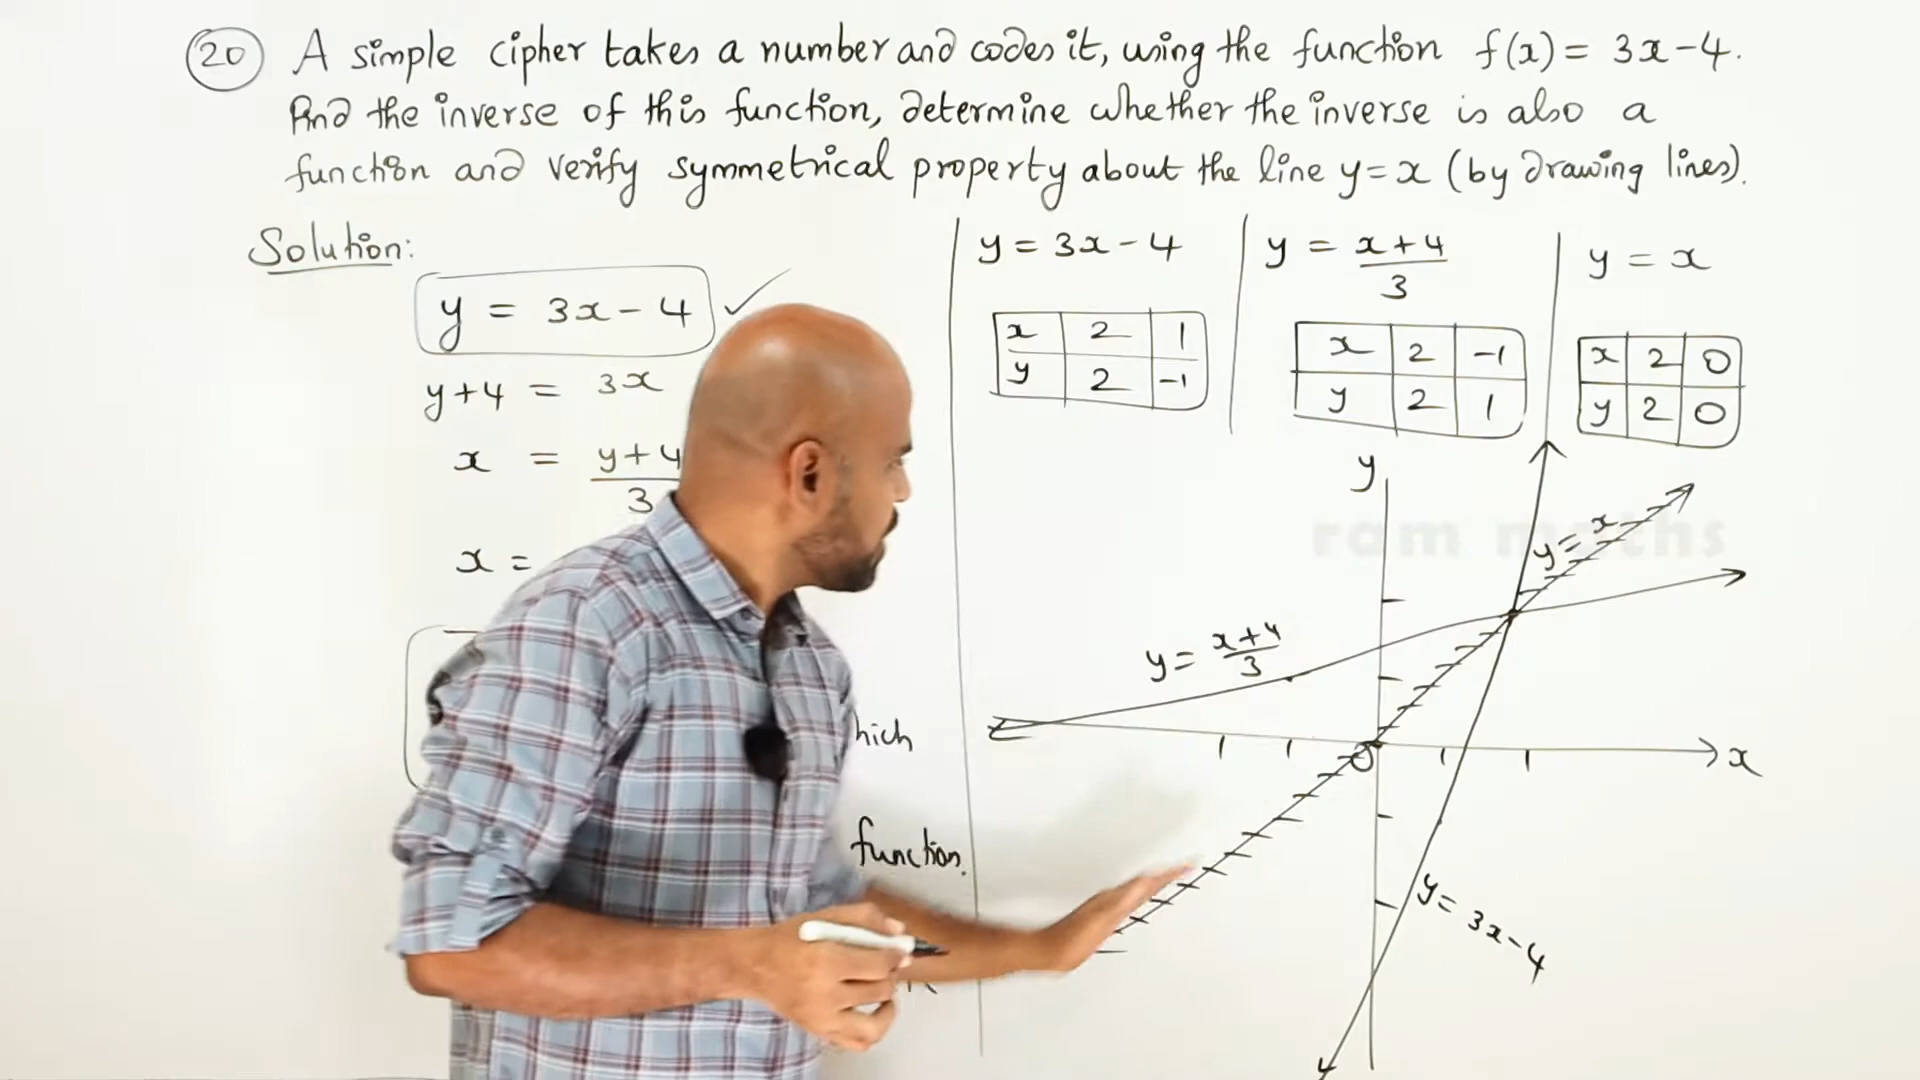 20 A simple cipher takes a number and codes it, using the function f(x) = 3x-4.
Find the inverse of this function, determine whether the inverse is also a
function and verify symmetrical property about the line y=x (by drawing lines).
Solution:
y = 3x - 4
y+4 = 3x
x = y+4/3
x =
hich
function.
y = 3x - 4
x 2 1
y 2 -1
y = x+4/3
x 2 -1
y 2 1
y = x
x 2 0
y 2 0
y
ram maths
y = x
y = x+4/3
0
x
y = 3x-4